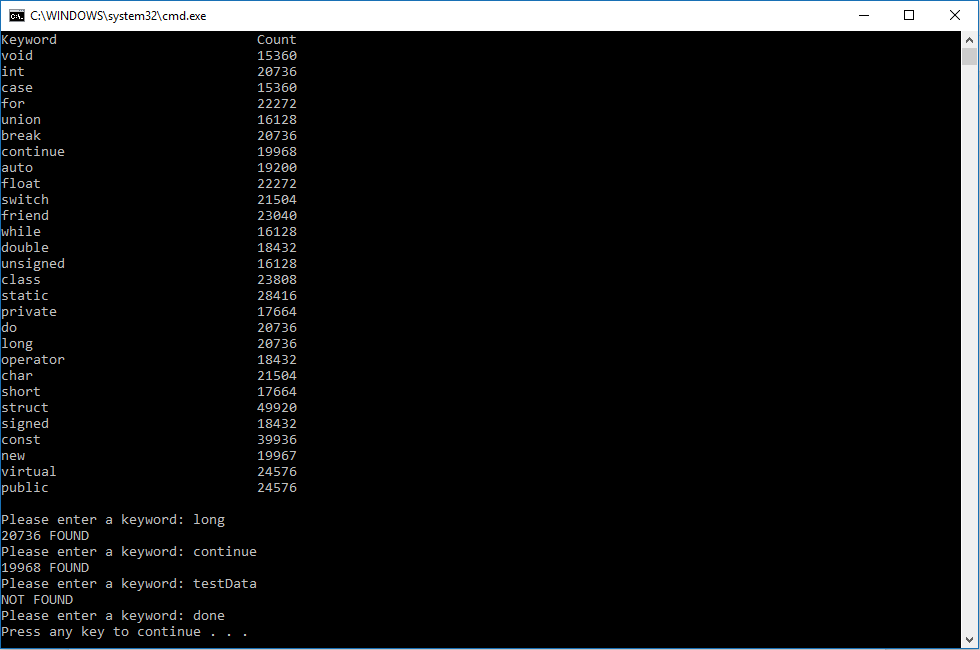 C:\WINDOWS\system32\cmd.exe
Keyword Count
void 15360
int 20736
case 15360
for 22272
union 16128
break 20736
continue 19968
auto 19200
float 22272
switch 21504
friend 23040
while 16128
double 18432
unsigned 16128
class 23808
static 28416
private 17664
do 20736
long 20736
operator 18432
char 21504
short 17664
struct 49920
signed 18432
const 39936
new 19967
virtual 24576
public 24576
Please enter a keyword: long
20736 FOUND
Please enter a keyword: continue
19968 FOUND
Please enter a keyword: testData
NOT FOUND
Please enter a keyword: done
Press any key to continue . . .